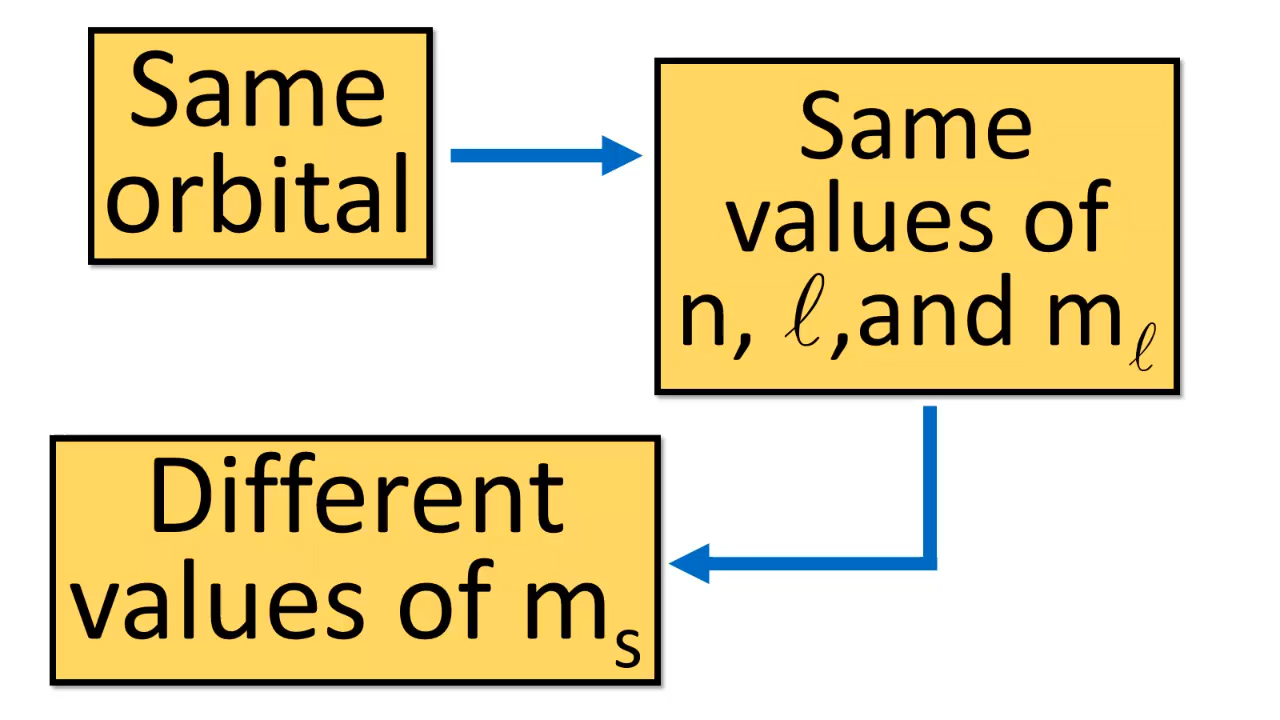 Same
orbital
Same
values of
n, ℓ,and mℓ
Different
values of ms